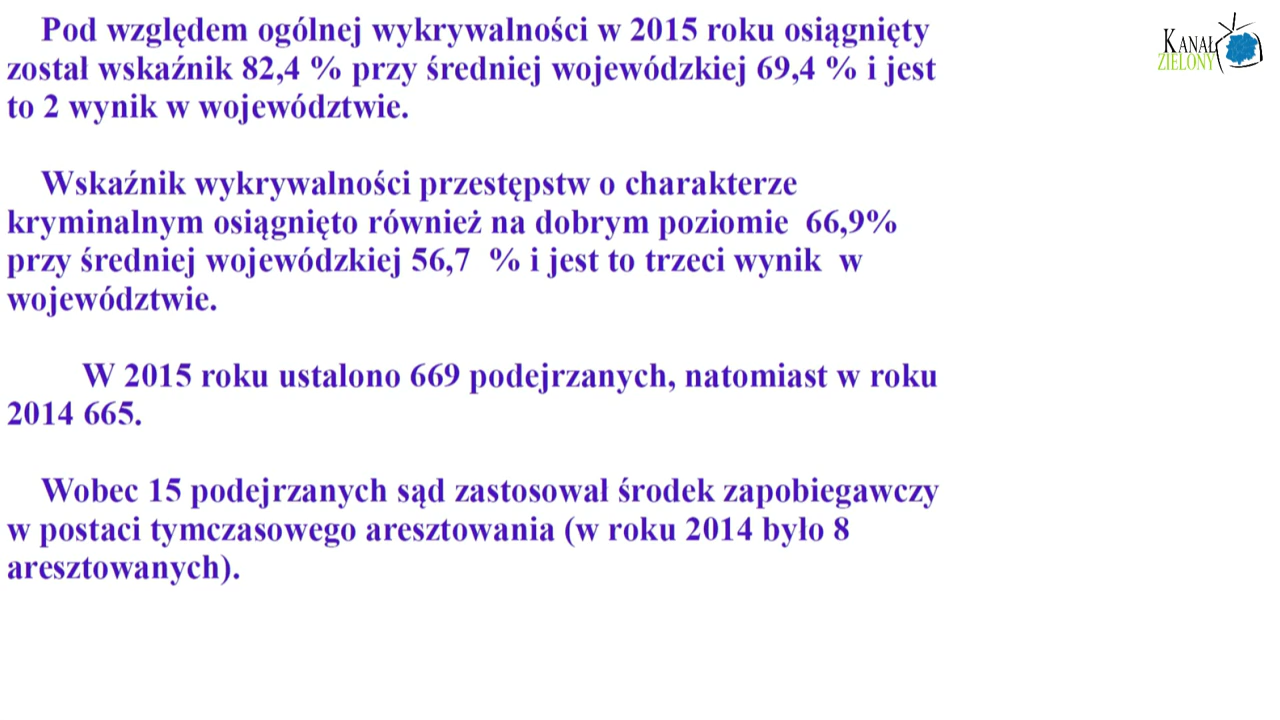 Pod względem ogólnej wykrywalności w 2015 roku osiągnięty
został wskaźnik 82,4 % przy średniej wojewódzkiej 69,4 % i jest
to 2 wynik w województwie.
Wskaźnik wykrywalności przestępstw o charakterze
kryminalnym osiągnięto również na dobrym poziomie 66,9%
przy średniej wojewódzkiej 56,7 % i jest to trzeci wynik w
województwie.
W 2015 roku ustalono 669 podejrzanych, natomiast w roku
2014 665.
Wobec 15 podejrzanych sąd zastosował środek zapobiegawczy
w postaci tymczasowego aresztowania (w roku 2014 było 8
aresztowanych).
KANAŁ
ZIELONY